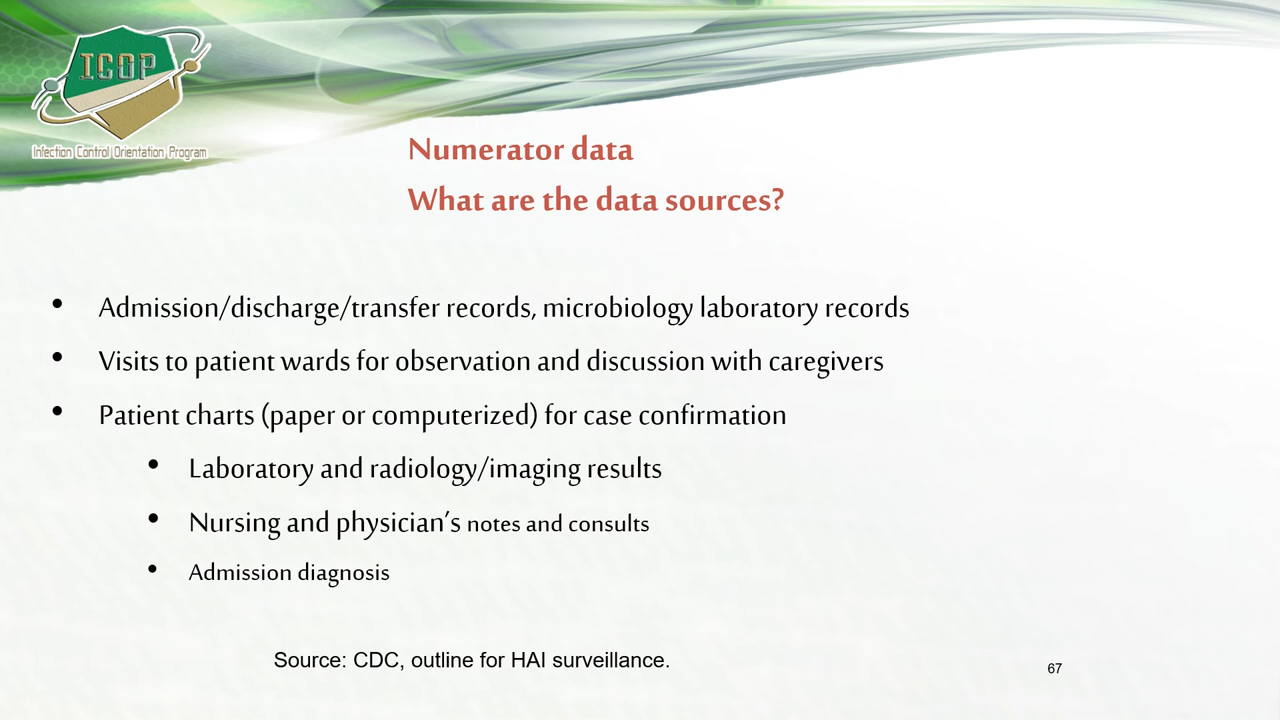 ICOP
Infection Control Orientation Program
Numerator data
What are the data sources?
• Admission/discharge/transfer records, microbiology laboratory records
• Visits to patient wards for observation and discussion with caregivers
• Patient charts (paper or computerized) for case confirmation
• Laboratory and radiology/imaging results
• Nursing and physician’s notes and consults
• Admission diagnosis
Source: CDC, outline for HAI surveillance.
67